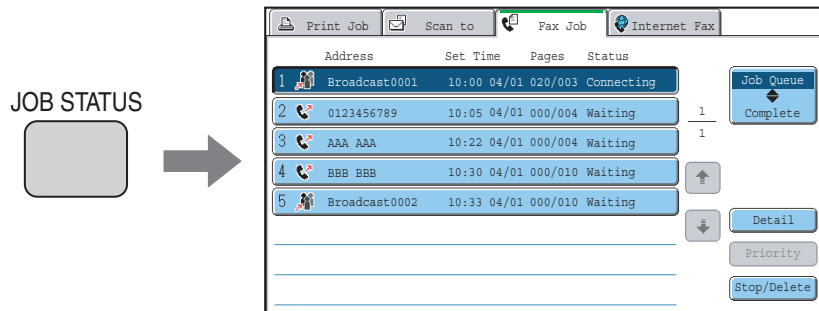 JOB STATUS
Print Job Scan to Fax Job Internet Fax
Address Set Time Pages Status
1 Broadcast0001 10:00 04/01 020/003 Connecting
2 0123456789 10:05 04/01 000/004 Waiting
3 AAA AAA 10:22 04/01 000/004 Waiting
4 BBB BBB 10:30 04/01 000/010 Waiting
5 Broadcast0002 10:33 04/01 000/010 Waiting
1
1
Job Queue
Complete
Detail
Priority
Stop/Delete